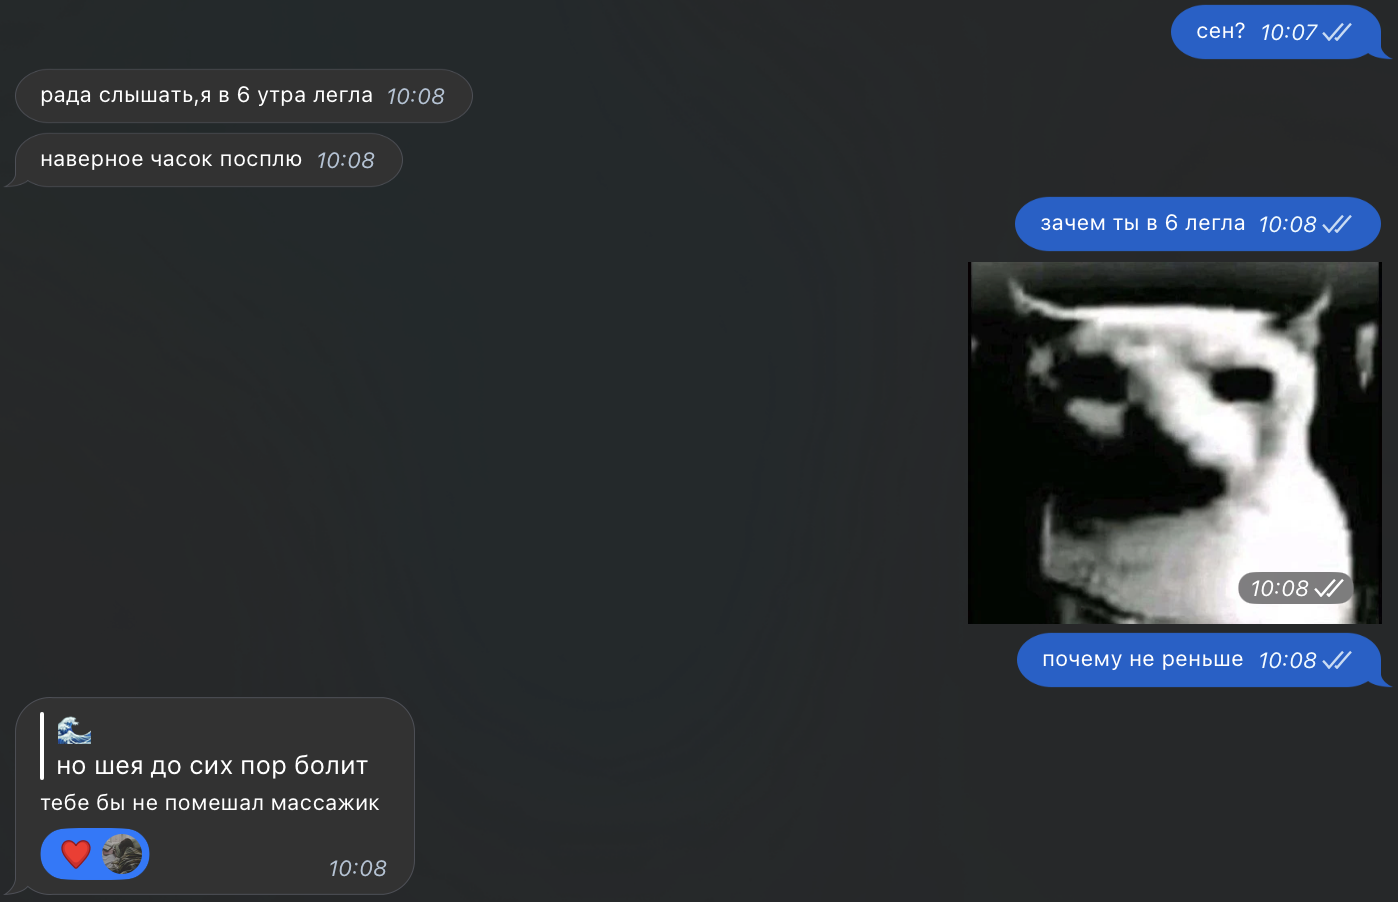 сен? 10:07
рада слышать,я в 6 утра легла 10:08
наверное часок посплю 10:08
зачем ты в 6 легла 10:08
10:08
почему не реньше 10:08
🌊
но шея до сих пор болит
тебе бы не помешал массажик
❤️ 10:08